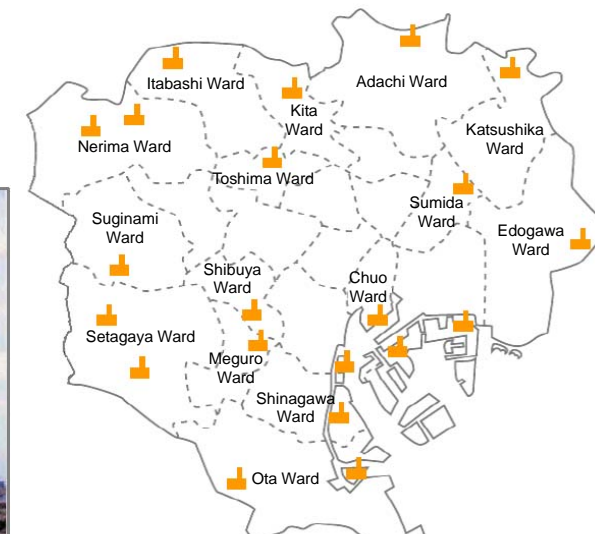 Itabashi Ward
Adachi Ward
Kita
Ward
Katsushika
Ward
Nerima Ward
Toshima Ward
Sumida
Ward
Suginami
Ward
Edogawa
Ward
Shibuya
Ward
Chuo
Ward
Setagaya Ward
Meguro
Ward
Shinagawa
Ward
Ota Ward